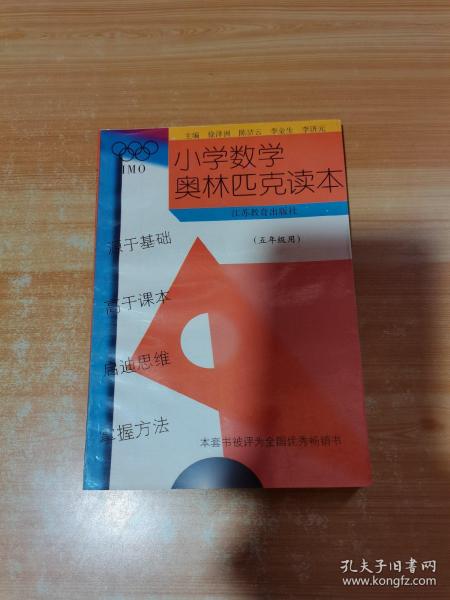 主编 徐泽洲 陈洁云 李金生 李济元
IMO
小学数学
奥林匹克读本
江苏教育出版社
(五年级用)
源于基础
高于课本
启迪思维
掌握方法
本套书被评为全国优秀畅销书
孔夫子旧书网
www.kongfz.com